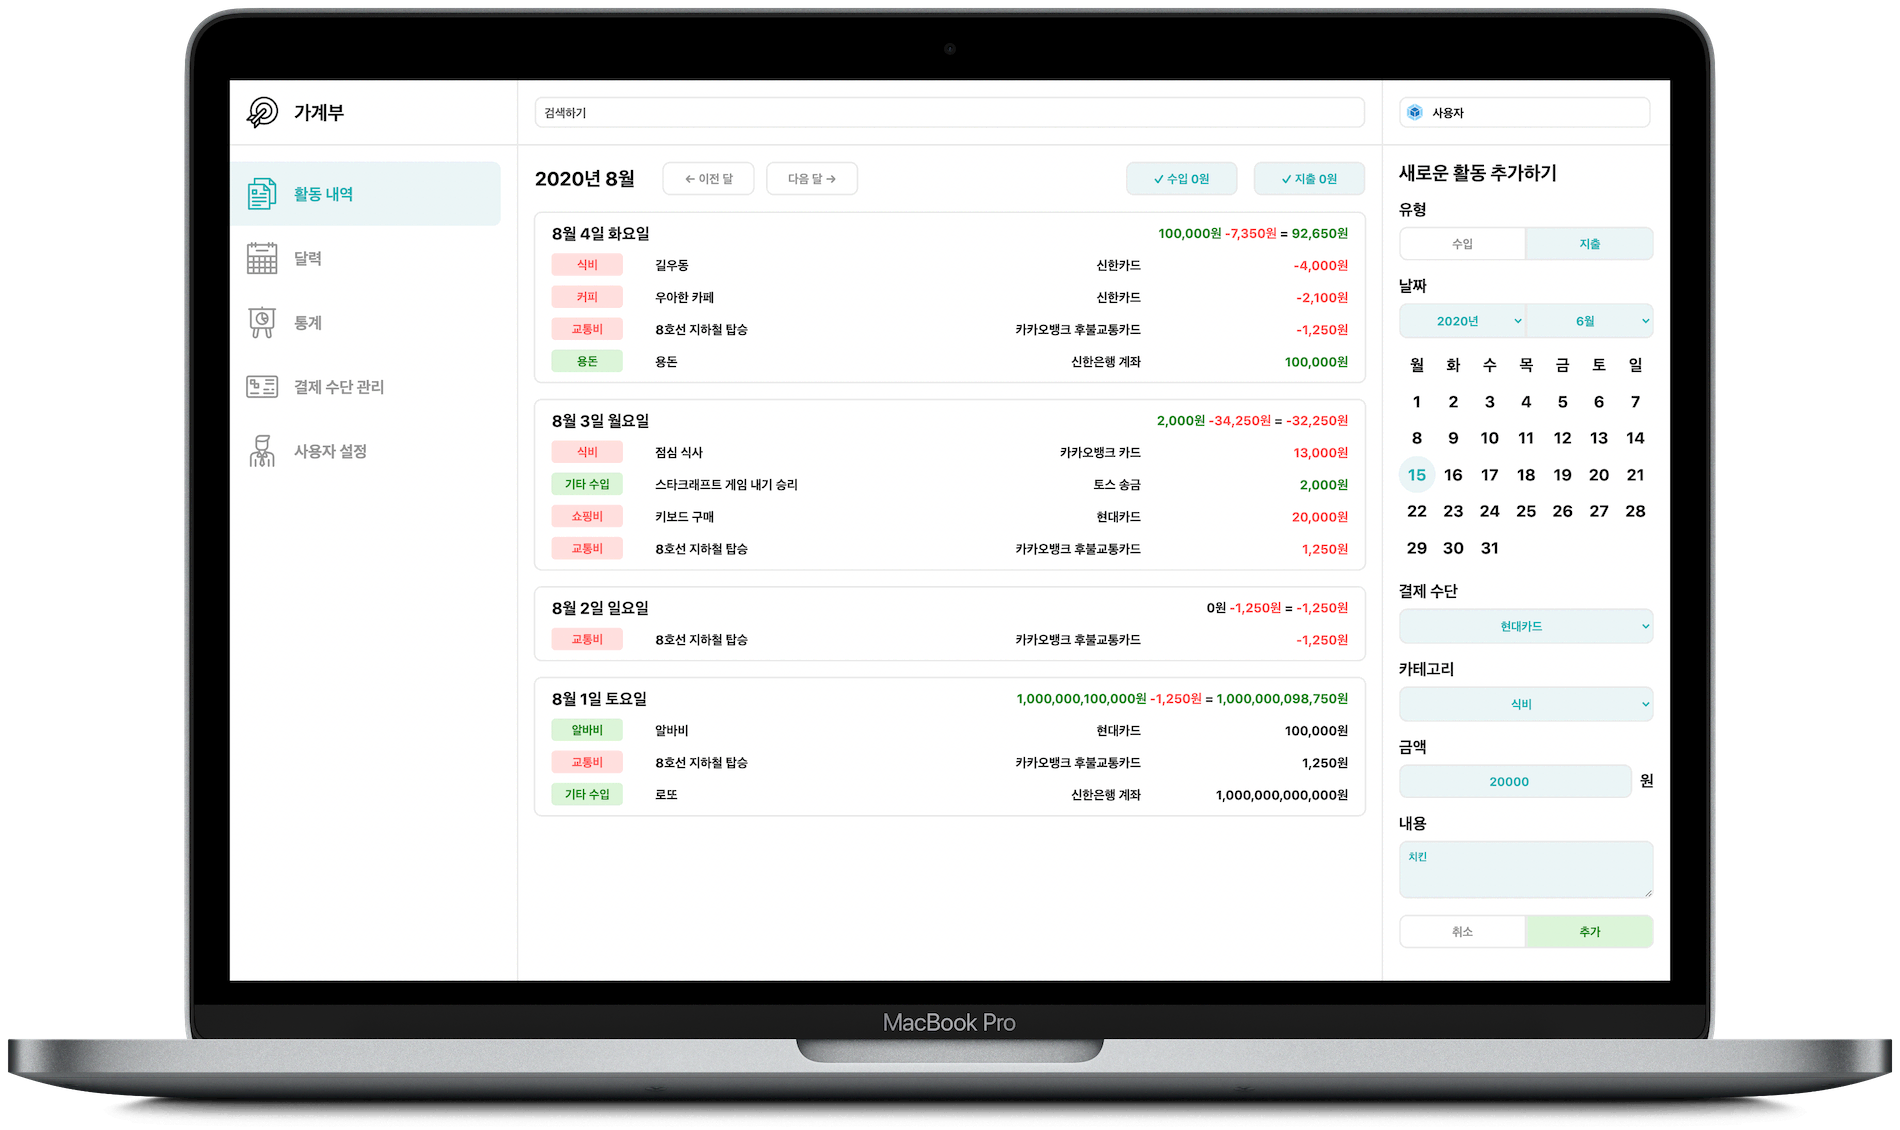 가계부
검색하기
사용자
활동 내역
달력
통계
결제 수단 관리
사용자 설정
2020년 8월
← 이전 달
다음 달 →
✓ 수입 0원
✓ 지출 0원
8월 4일 화요일 100,000원 -7,350원 = 92,650원
식비 길우동 신한카드 -4,000원
커피 우아한 카페 신한카드 -2,100원
교통비 8호선 지하철 탑승 카카오뱅크 후불교통카드 -1,250원
용돈 용돈 신한은행 계좌 100,000원
8월 3일 월요일 2,000원 -34,250원 = -32,250원
식비 점심 식사 카카오뱅크 카드 13,000원
기타 수입 스타크래프트 게임 내기 승리 토스 송금 2,000원
쇼핑비 키보드 구매 현대카드 20,000원
교통비 8호선 지하철 탑승 카카오뱅크 후불교통카드 1,250원
8월 2일 일요일 0원 -1,250원 = -1,250원
교통비 8호선 지하철 탑승 카카오뱅크 후불교통카드 -1,250원
8월 1일 토요일 1,000,000,100,000원 -1,250원 = 1,000,000,098,750원
알바비 알바비 현대카드 100,000원
교통비 8호선 지하철 탑승 카카오뱅크 후불교통카드 1,250원
기타 수입 로또 신한은행 계좌 1,000,000,000,000원
새로운 활동 추가하기
유형
수입 지출
날짜
2020년 6월
월 화 수 목 금 토 일
1 2 3 4 5 6 7
8 9 10 11 12 13 14
15 16 17 18 19 20 21
22 23 24 25 26 27 28
29 30 31
결제 수단
현대카드
카테고리
식비
금액
20000 원
내용
치킨
취소 추가
MacBook Pro